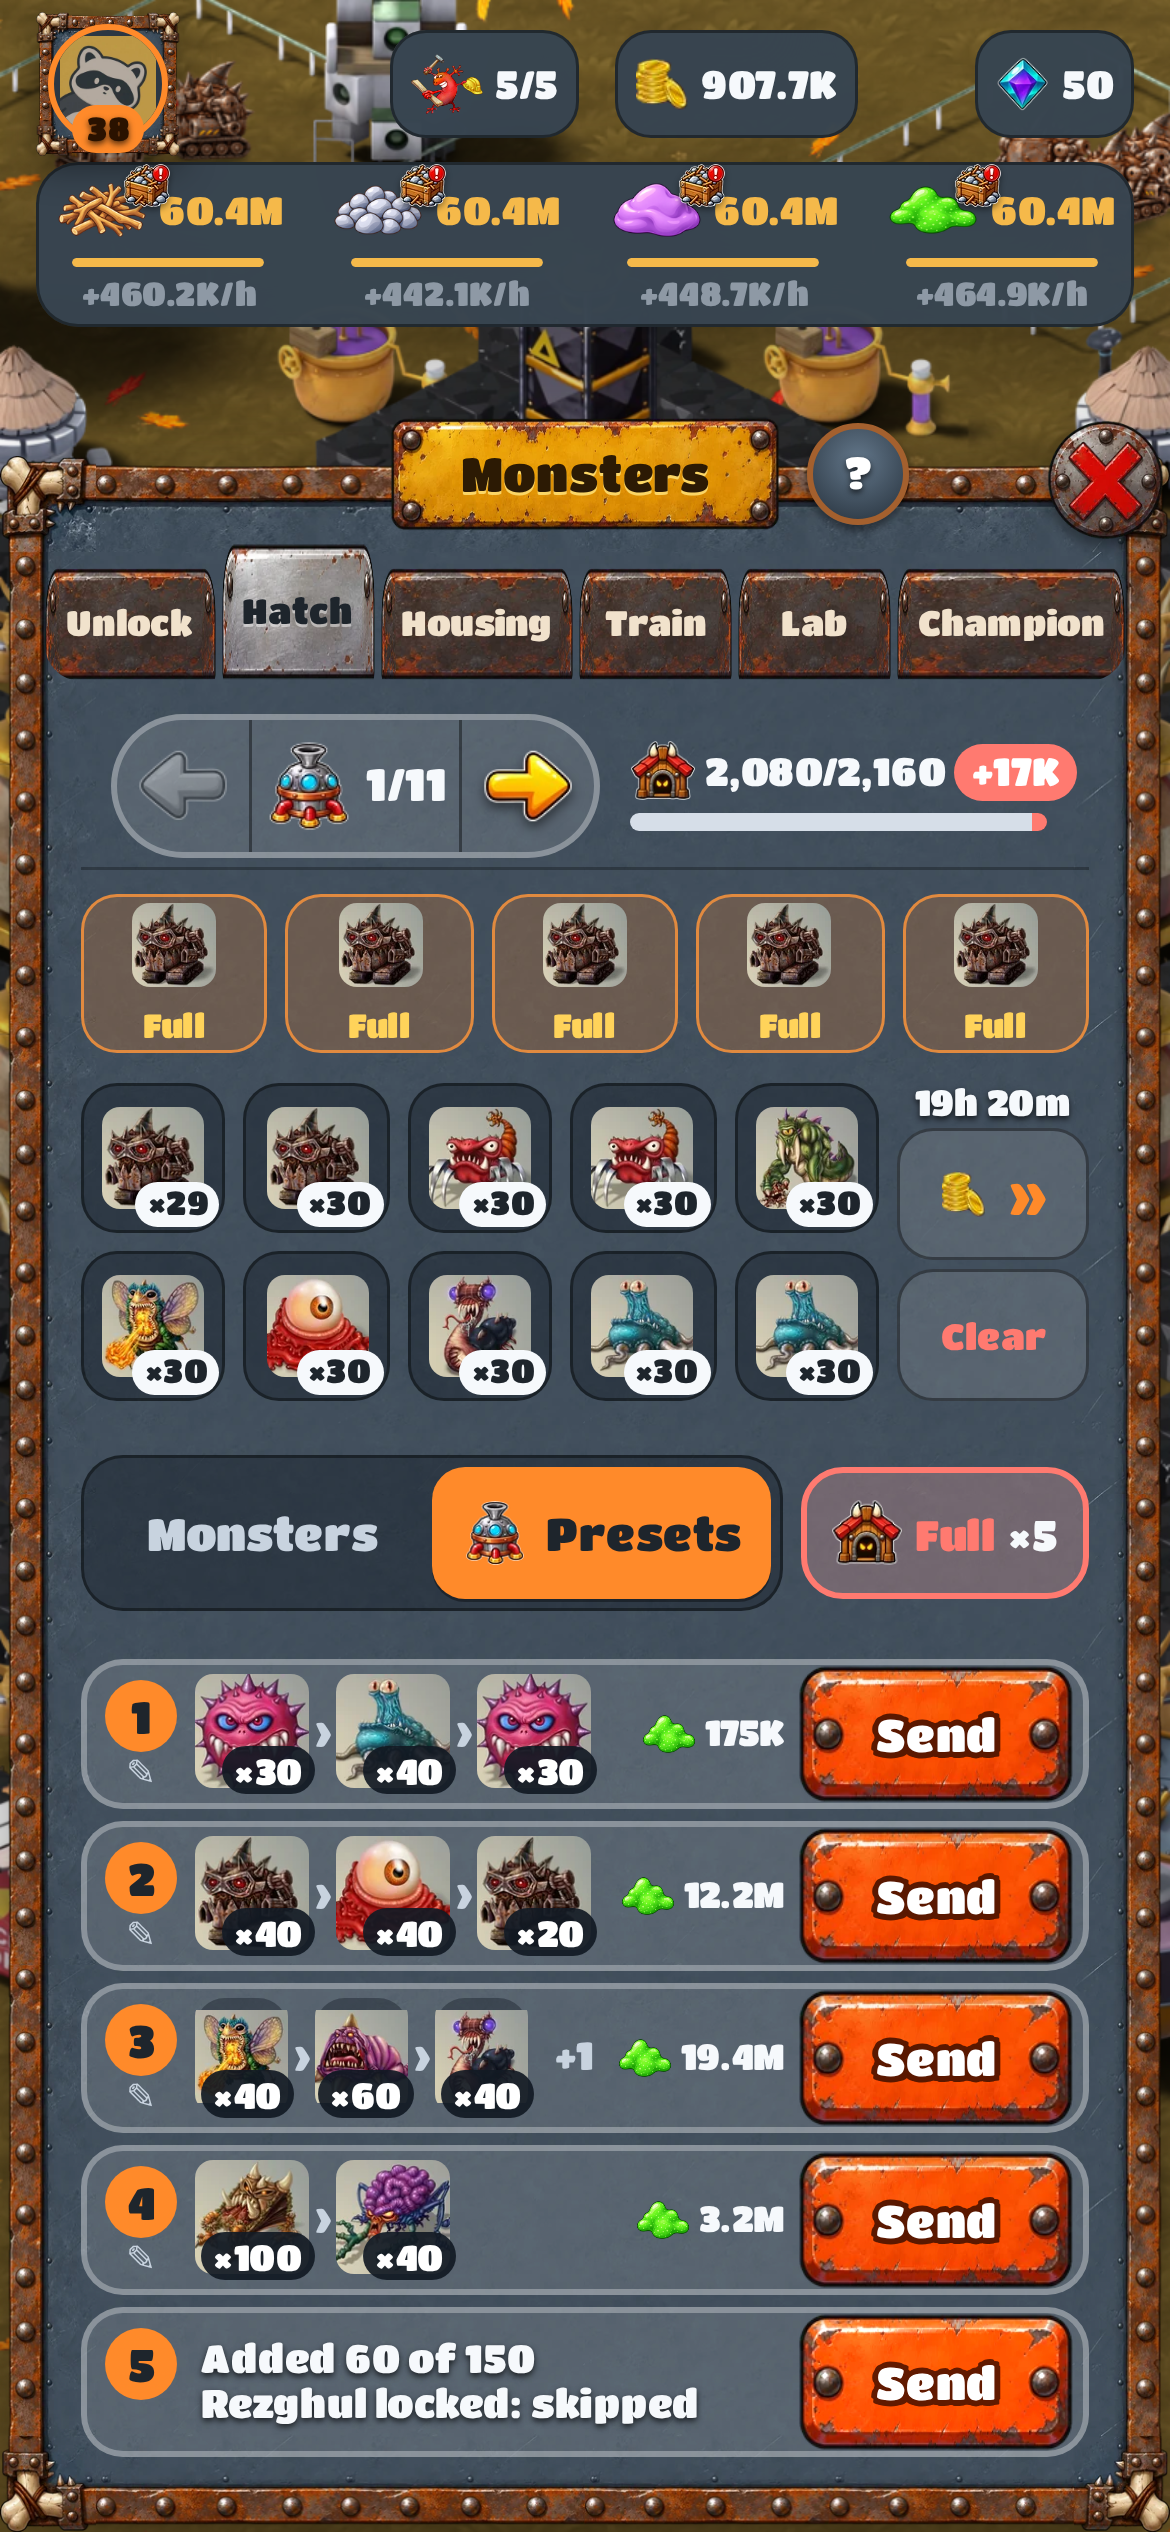 38
5/5
907.7K
50
60.4M
60.4M
60.4M
60.4M
+460.2K/h
+442.1K/h
+448.7K/h
+464.9K/h
Monsters
?
Unlock
Hatch
Housing
Train
Lab
Champion
1/11
2,080/2,160
+17K
Full
Full
Full
Full
Full
×29
×30
×30
×30
×30
19h 20m
×30
×30
×30
×30
×30
Clear
Monsters
Presets
Full ×5
1
×30
×40
×30
175K
Send
2
×40
×40
×20
12.2M
Send
3
×40
×60
×40
+1
19.4M
Send
4
×100
×40
3.2M
Send
5
Added 60 of 150
Rezghul locked: skipped
Send